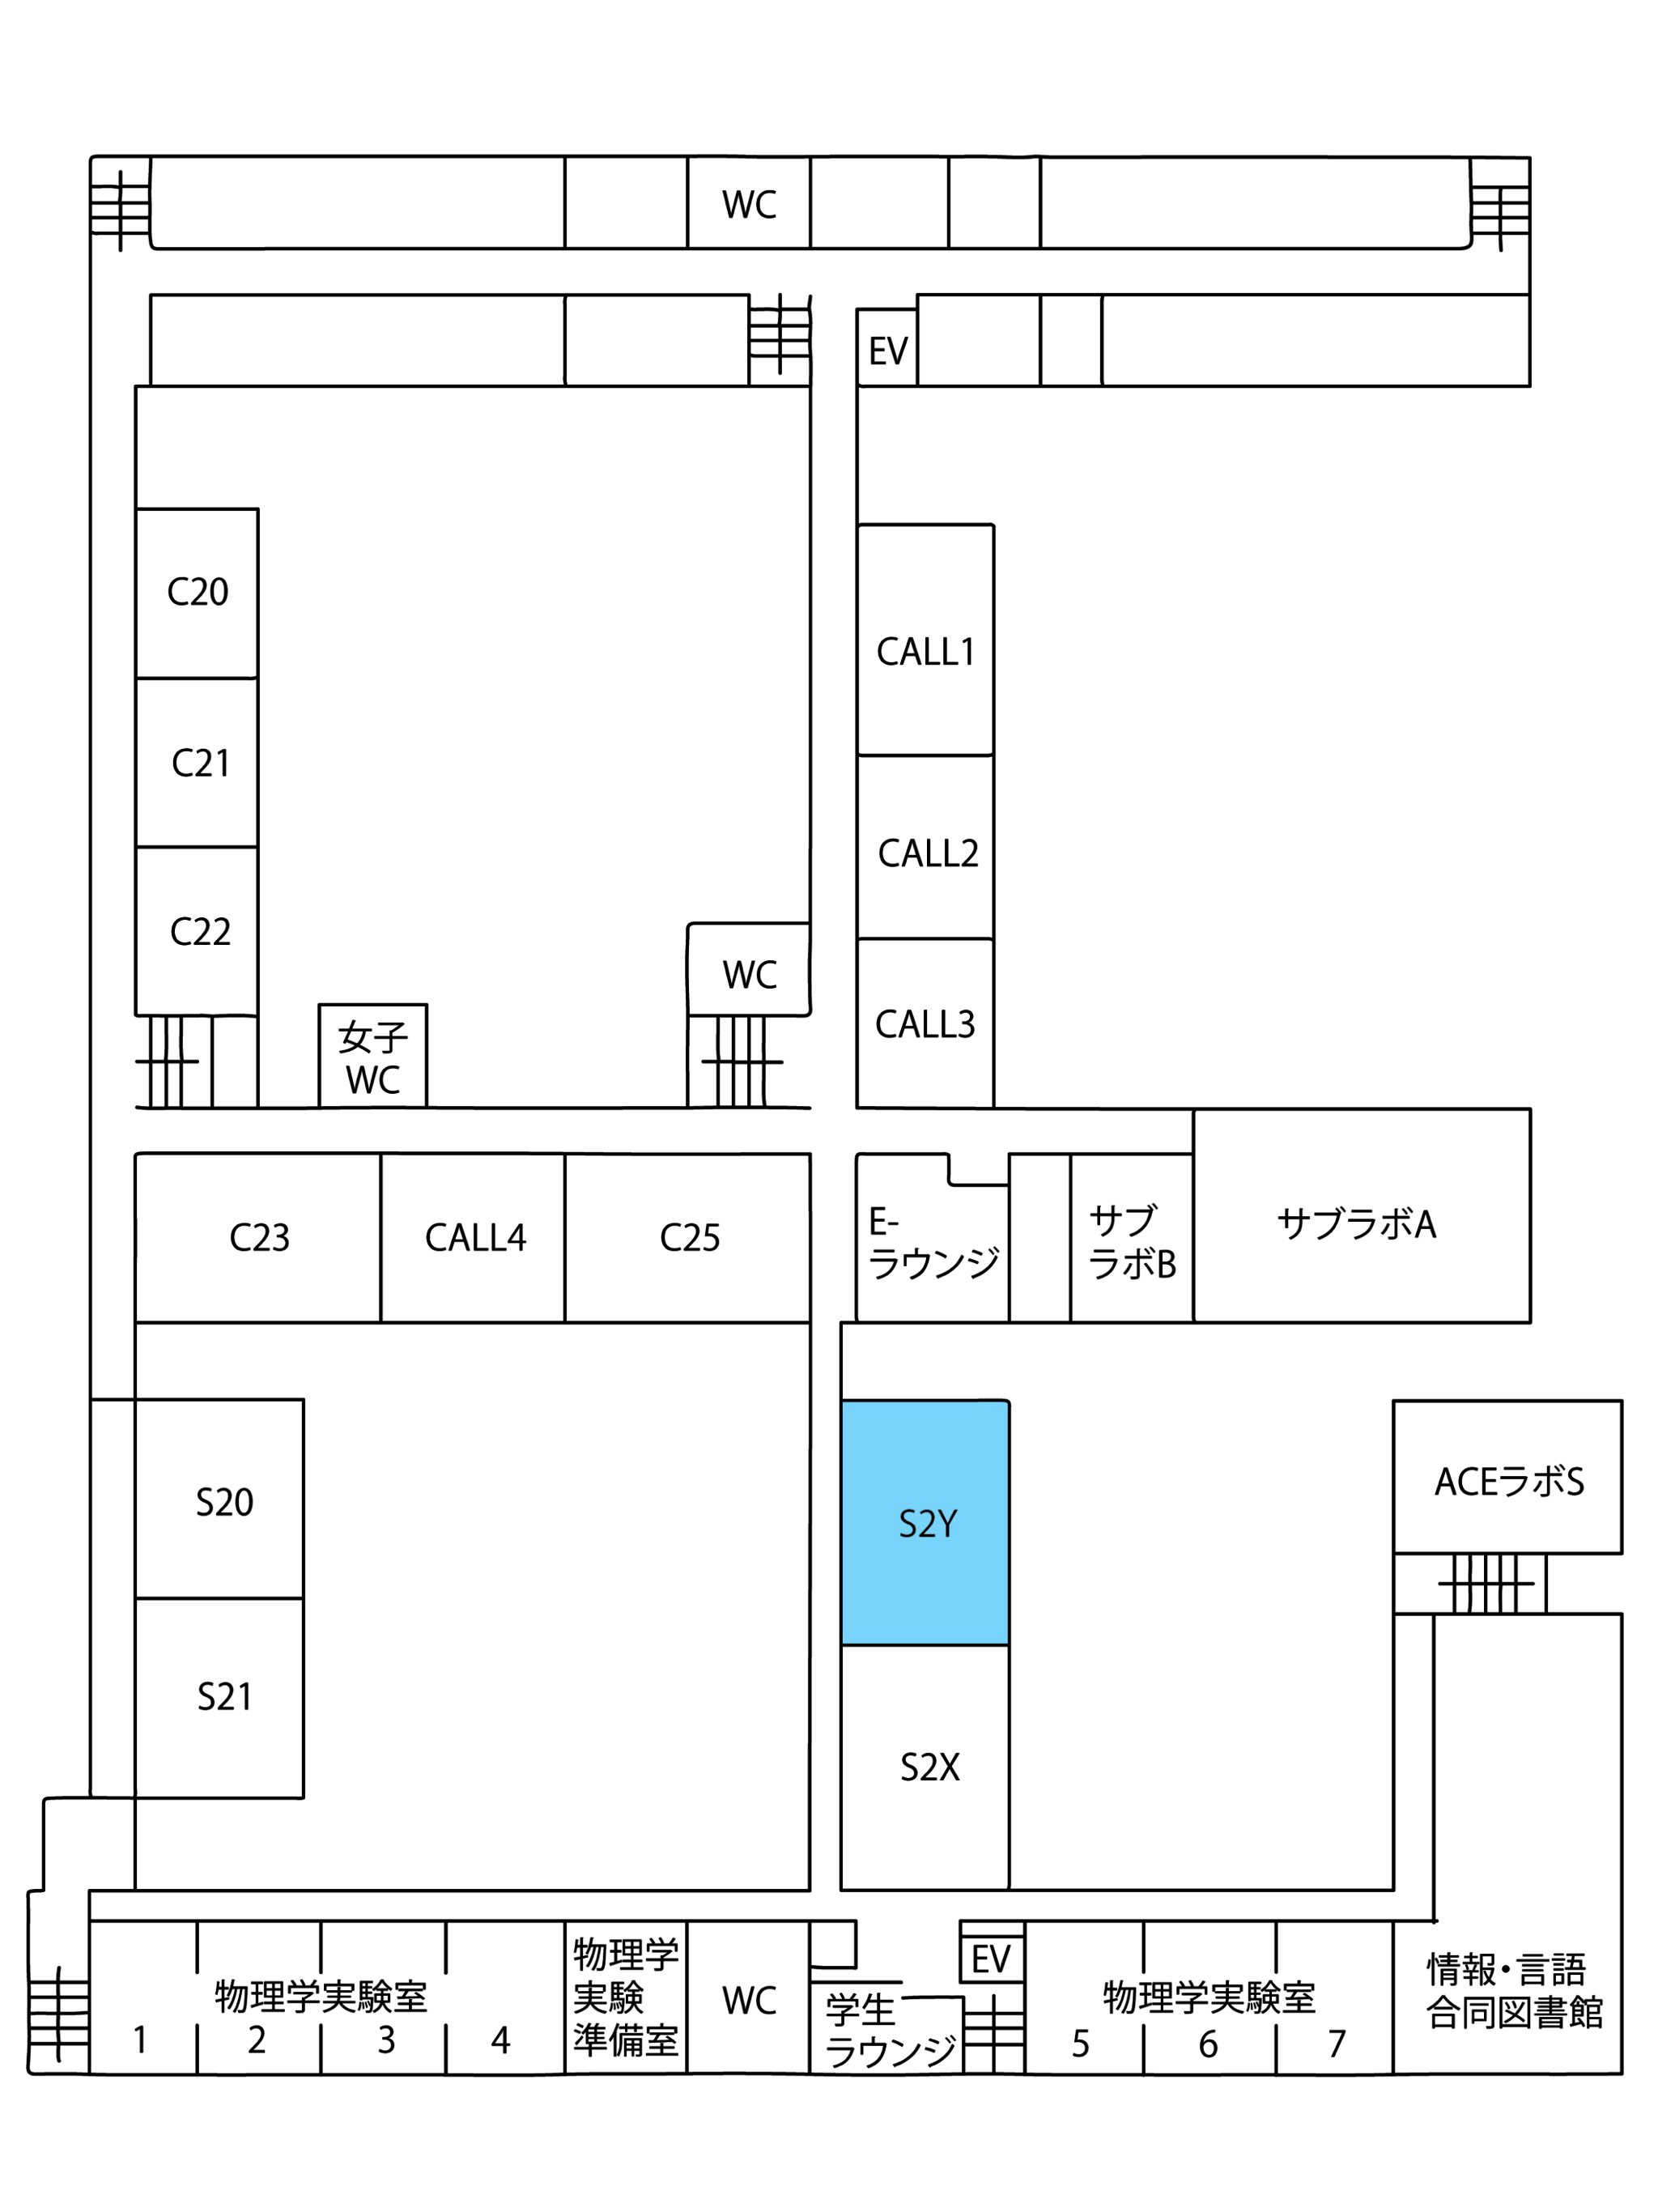 WC
EV
C20
CALL1
C21
CALL2
C22
WC
CALL3
女子
WC
C23
CALL4
C25
E-
ラウンジ
サブ
ラボB
サブラボA
S20
S2Y
ACEラボS
S21
S2X
物理学実験室
1
2
3
4
物理学
実験
準備室
WC
学生
ラウンジ
EV
物理学実験室
5
6
7
情報・言語
合同図書館